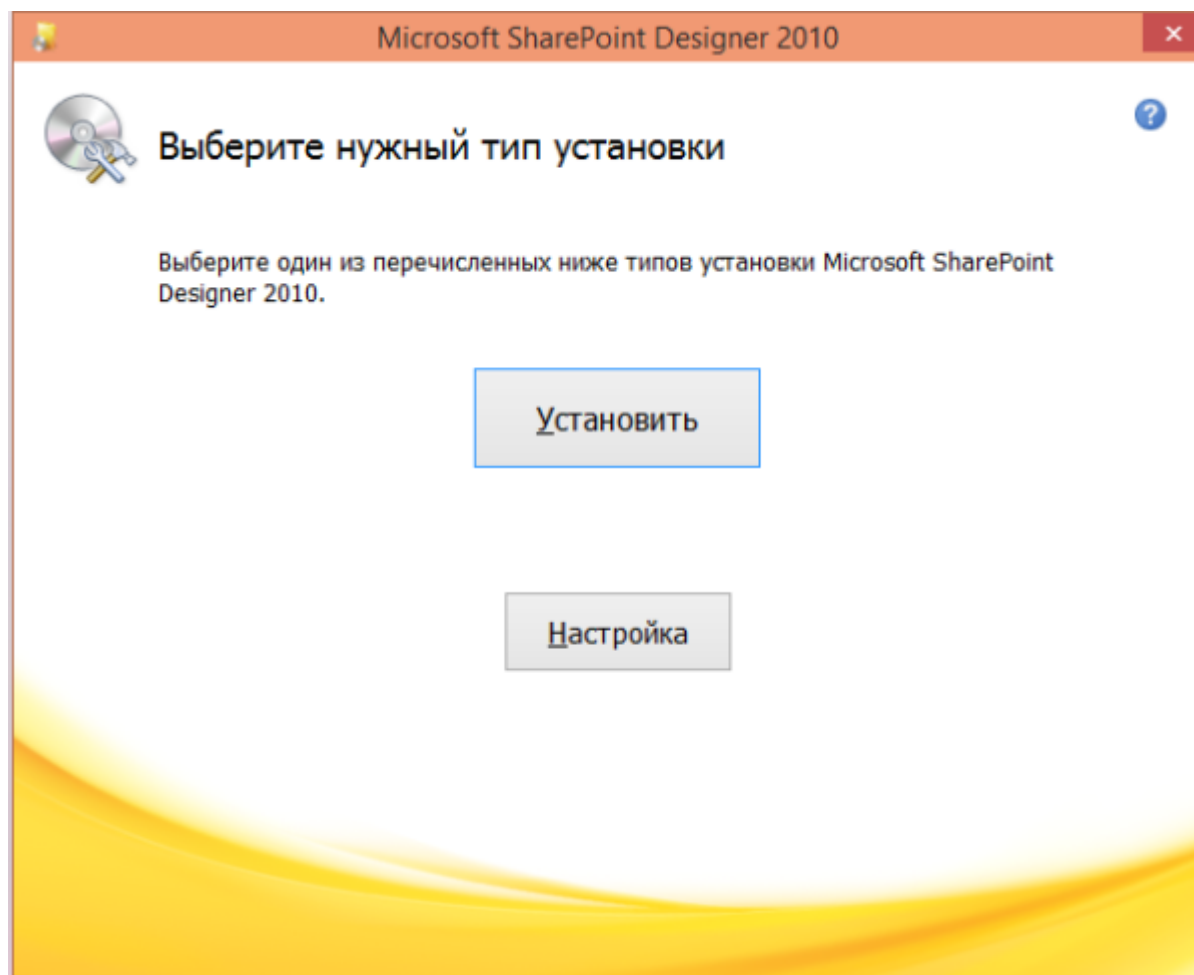 Microsoft SharePoint Designer 2010
Выберите нужный тип установки
Выберите один из перечисленных ниже типов установки Microsoft SharePoint
Designer 2010.
Установить
Настройка